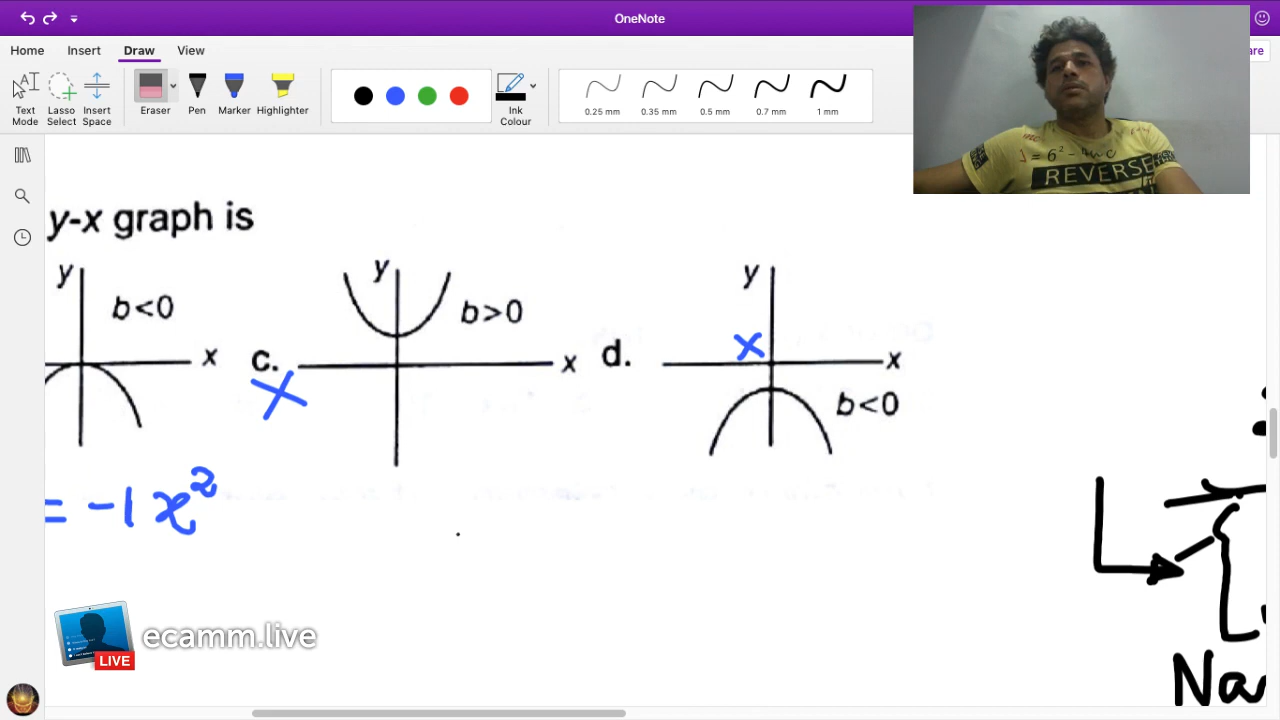 OneNote
Home Insert Draw View
are
Text Mode
Lasso Select
Insert Space
Eraser
Pen
Marker
Highlighter
Ink Colour
0.25 mm
0.35 mm
0.5 mm
0.7 mm
1 mm
REVERSE
y-x graph is
y
b<0
x
c.
y
b>0
x
d.
y
x
b<0
= -1 x²
ecamm.live
LIVE
Na